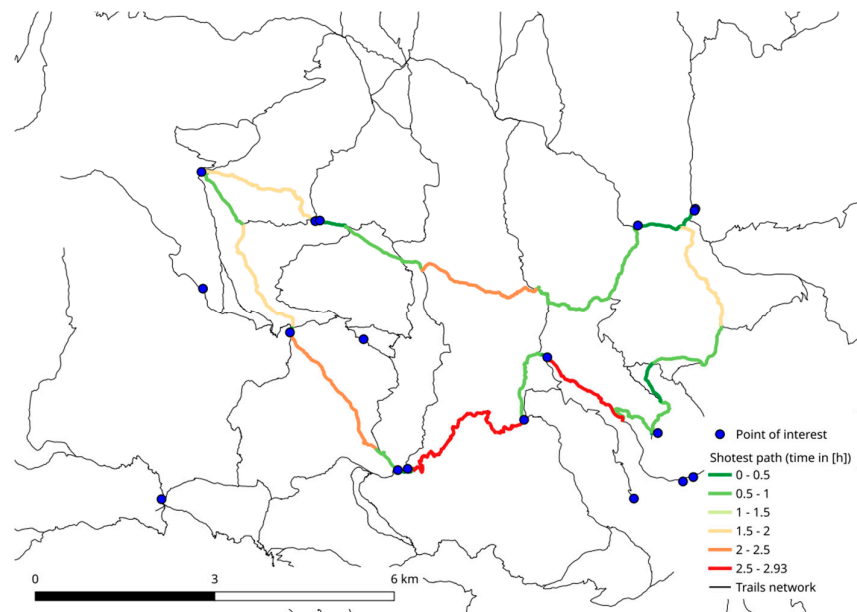 Point of interest
Shotest path (time in [h])
0 - 0.5
0.5 - 1
1 - 1.5
1.5 - 2
2 - 2.5
2.5 - 2.93
Trails network
0 3 6 km